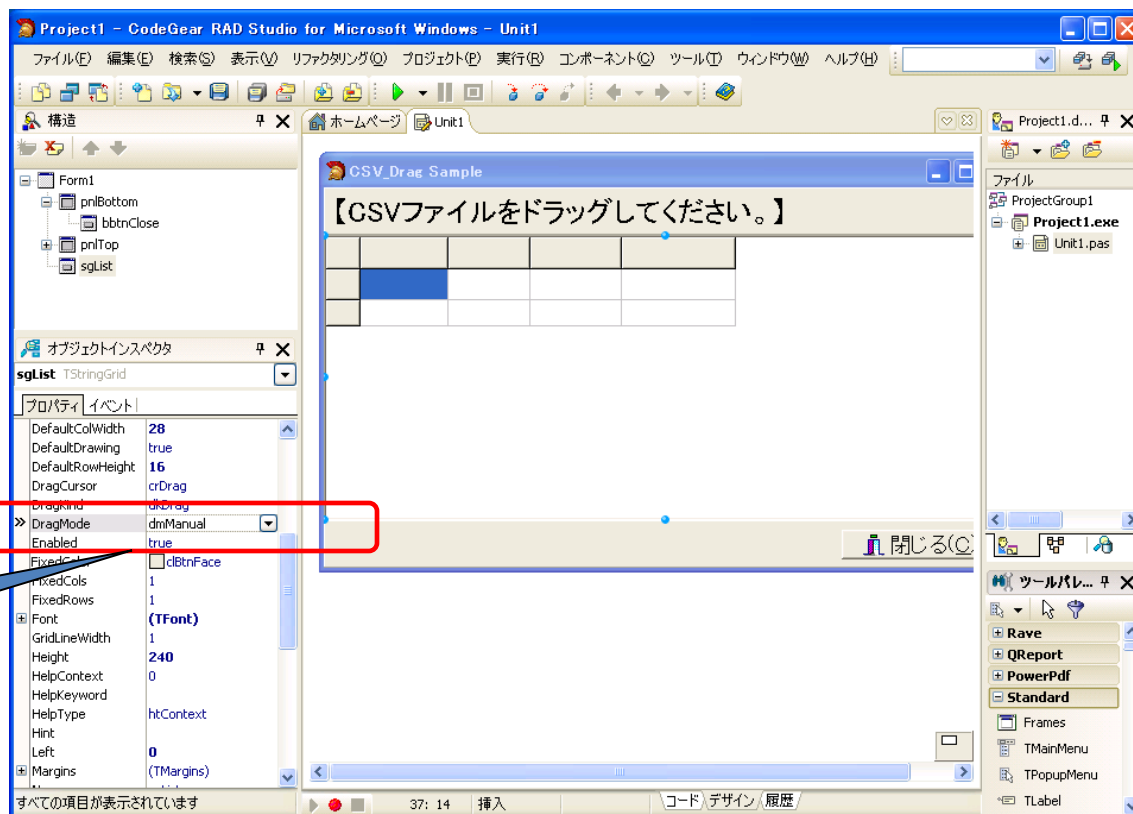 Project1 - CodeGear RAD Studio for Microsoft Windows - Unit1
ファイル(F) 編集(E) 検索(S) 表示(V) リファクタリング(O) プロジェクト(P) 実行(R) コンポーネント(C) ツール(T) ウィンドウ(W) ヘルプ(H)
構造
ホームページ Unit1
Project1.d...
Form1
pnlBottom
bbtnClose
pnlTop
sgList
CSV_Drag Sample
【CSVファイルをドラッグしてください。】
閉じる(C)
ファイル
ProjectGroup1
Project1.exe
Unit1.pas
オブジェクトインスペクタ
sgList TStringGrid
プロパティ イベント
DefaultColWidth 28
DefaultDrawing true
DefaultRowHeight 16
DragCursor crDrag
DragKind dkDrag
DragMode dmManual
Enabled true
FixedColor clBtnFace
FixedCols 1
FixedRows 1
Font (TFont)
GridLineWidth 1
Height 240
HelpContext 0
HelpKeyword
HelpType htContext
Hint
Left 0
Margins (TMargins)
すべての項目が表示されています
37: 14 挿入
コード デザイン 履歴
ツールパレ...
Rave
QReport
PowerPdf
Standard
Frames
TMainMenu
TPopupMenu
TLabel